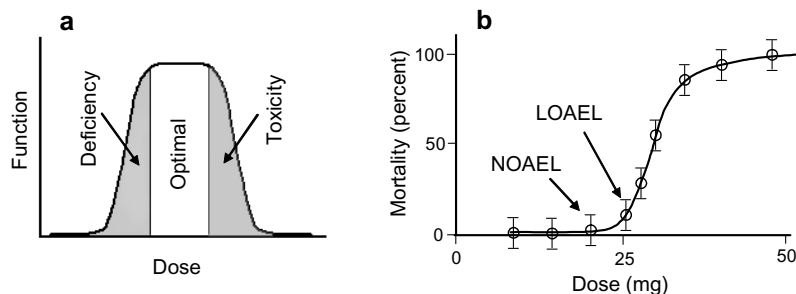 a
Function
Deficiency
Optimal
Toxicity
Dose
b
Mortality (percent)
100
50
0
NOAEL
LOAEL
0
25
50
Dose (mg)